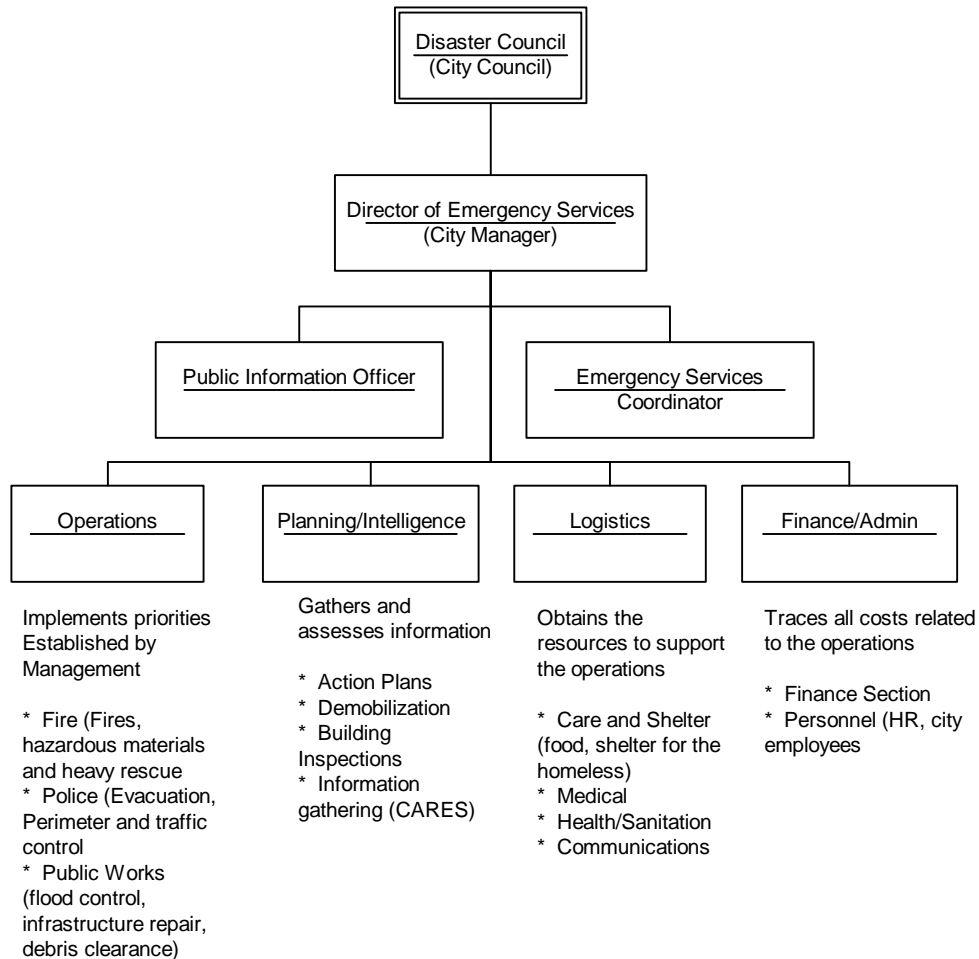 Disaster Council
(City Council)
Director of Emergency Services
(City Manager)
Public Information Officer
Emergency Services
Coordinator
Operations
Planning/Intelligence
Logistics
Finance/Admin
Implements priorities
Established by
Management
* Fire (Fires,
hazardous materials
and heavy rescue
* Police (Evacuation,
Perimeter and traffic
control
* Public Works
(flood control,
infrastructure repair,
debris clearance)
Gathers and
assesses information
* Action Plans
* Demobilization
* Building
Inspections
* Information
gathering (CARES)
Obtains the
resources to support
the operations
* Care and Shelter
(food, shelter for the
homeless)
* Medical
* Health/Sanitation
* Communications
Traces all costs related
to the operations
* Finance Section
* Personnel (HR, city
employees